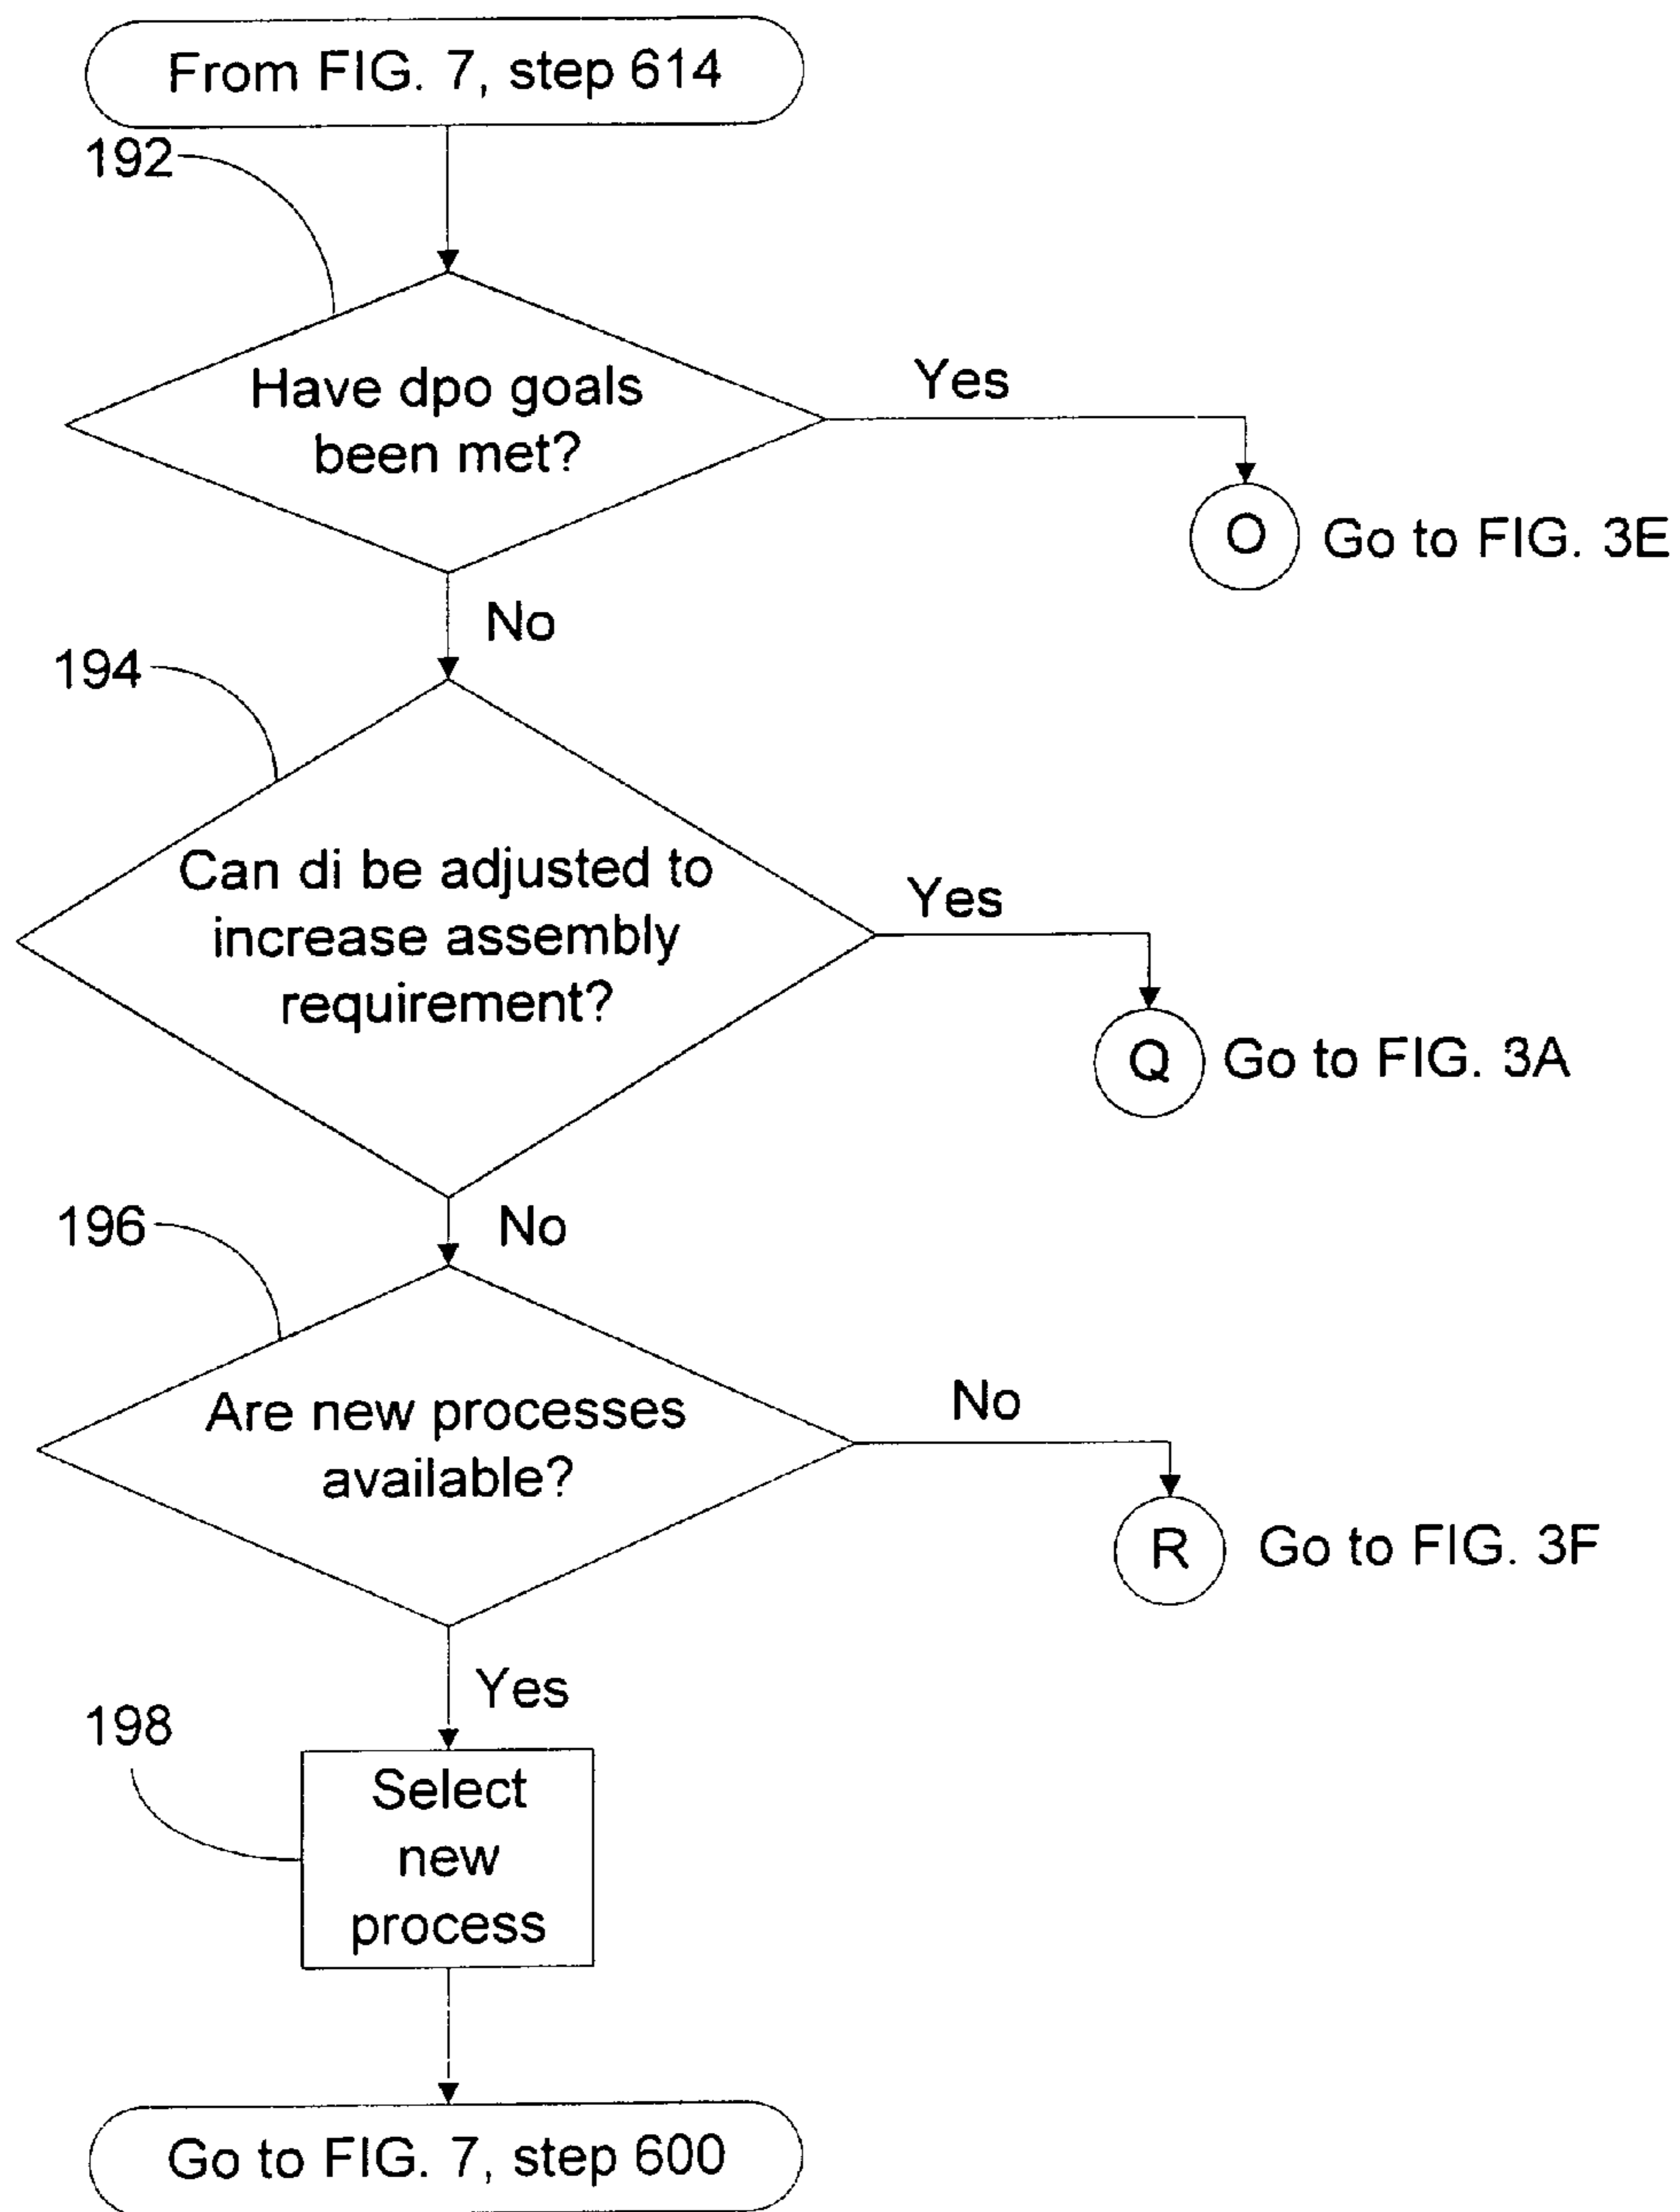 From FIG. 7, step 614
192
Have dpo goals
been met?
Yes
O
Go to FIG. 3E
No
194
Can di be adjusted to
increase assembly
requirement?
Yes
Q
Go to FIG. 3A
No
196
Are new processes
available?
No
R
Go to FIG. 3F
Yes
198
Select
new
process
Go to FIG. 7, step 600